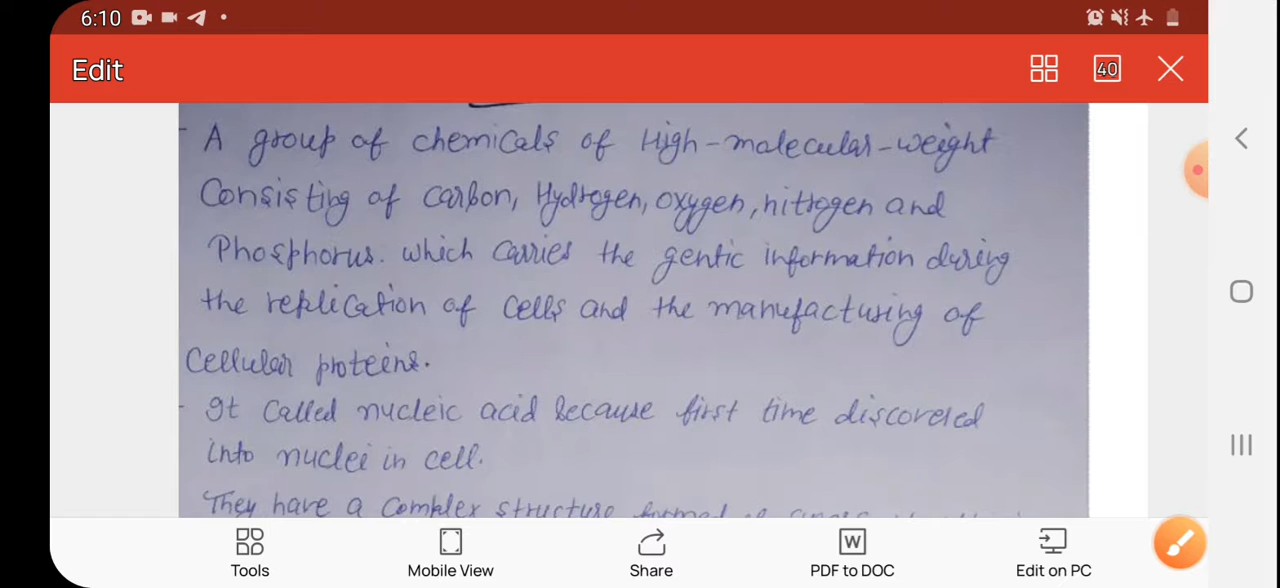 6:10
Edit
40
- A group of chemicals of High-molecular-weight
Consisting of carbon, Hydrogen, oxygen, nitrogen and
Phosphorus. which carries the gentic information during
the replication of cells and the manufacturing of
cellular proteins.
- It called nucleic acid because first time discovered
into nuclei in cell.
They have a complex structure formed of
Tools
Mobile View
Share
W
PDF to DOC
Edit on PC